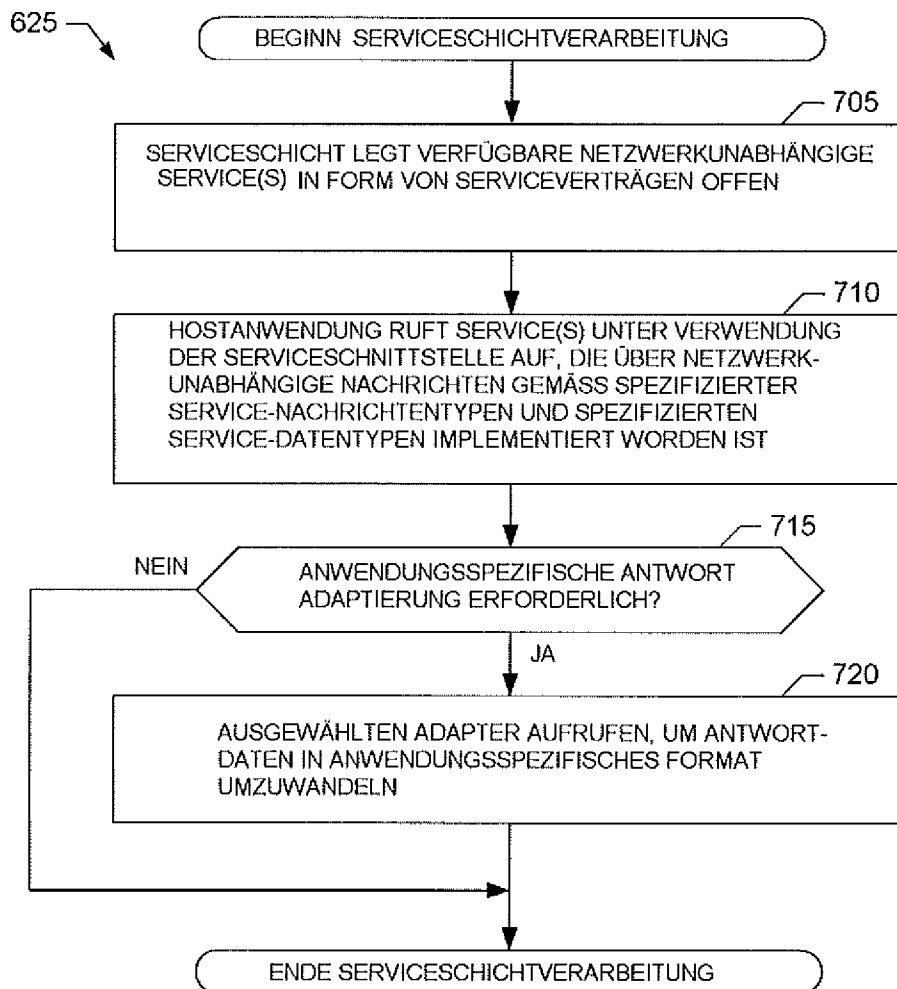 625
BEGINN SERVICESCHICHTVERARBEITUNG
705
SERVICESCHICHT LEGT VERFÜGBARE NETZWERKUNABHÄNGIGE
SERVICE(S) IN FORM VON SERVICEVERTRÄGEN OFFEN
710
HOSTANWENDUNG RUFT SERVICE(S) UNTER VERWENDUNG
DER SERVICESCHNITTSTELLE AUF, DIE ÜBER NETZWERK-
UNABHÄNGIGE NACHRICHTEN GEMÄSS SPEZIFIZIERTER
SERVICE-NACHRICHTENTYPEN UND SPEZIFIZIERTEN
SERVICE-DATENTYPEN IMPLEMENTIERT WORDEN IST
715
NEIN
ANWENDUNGSSPEZIFISCHE ANTWORT
ADAPTIERUNG ERFORDERLICH?
JA
720
AUSGEWÄHLTEN ADAPTER AUFRUFEN, UM ANTWORT-
DATEN IN ANWENDUNGSSPEZIFISCHES FORMAT
UMZUWANDELN
ENDE SERVICESCHICHTVERARBEITUNG